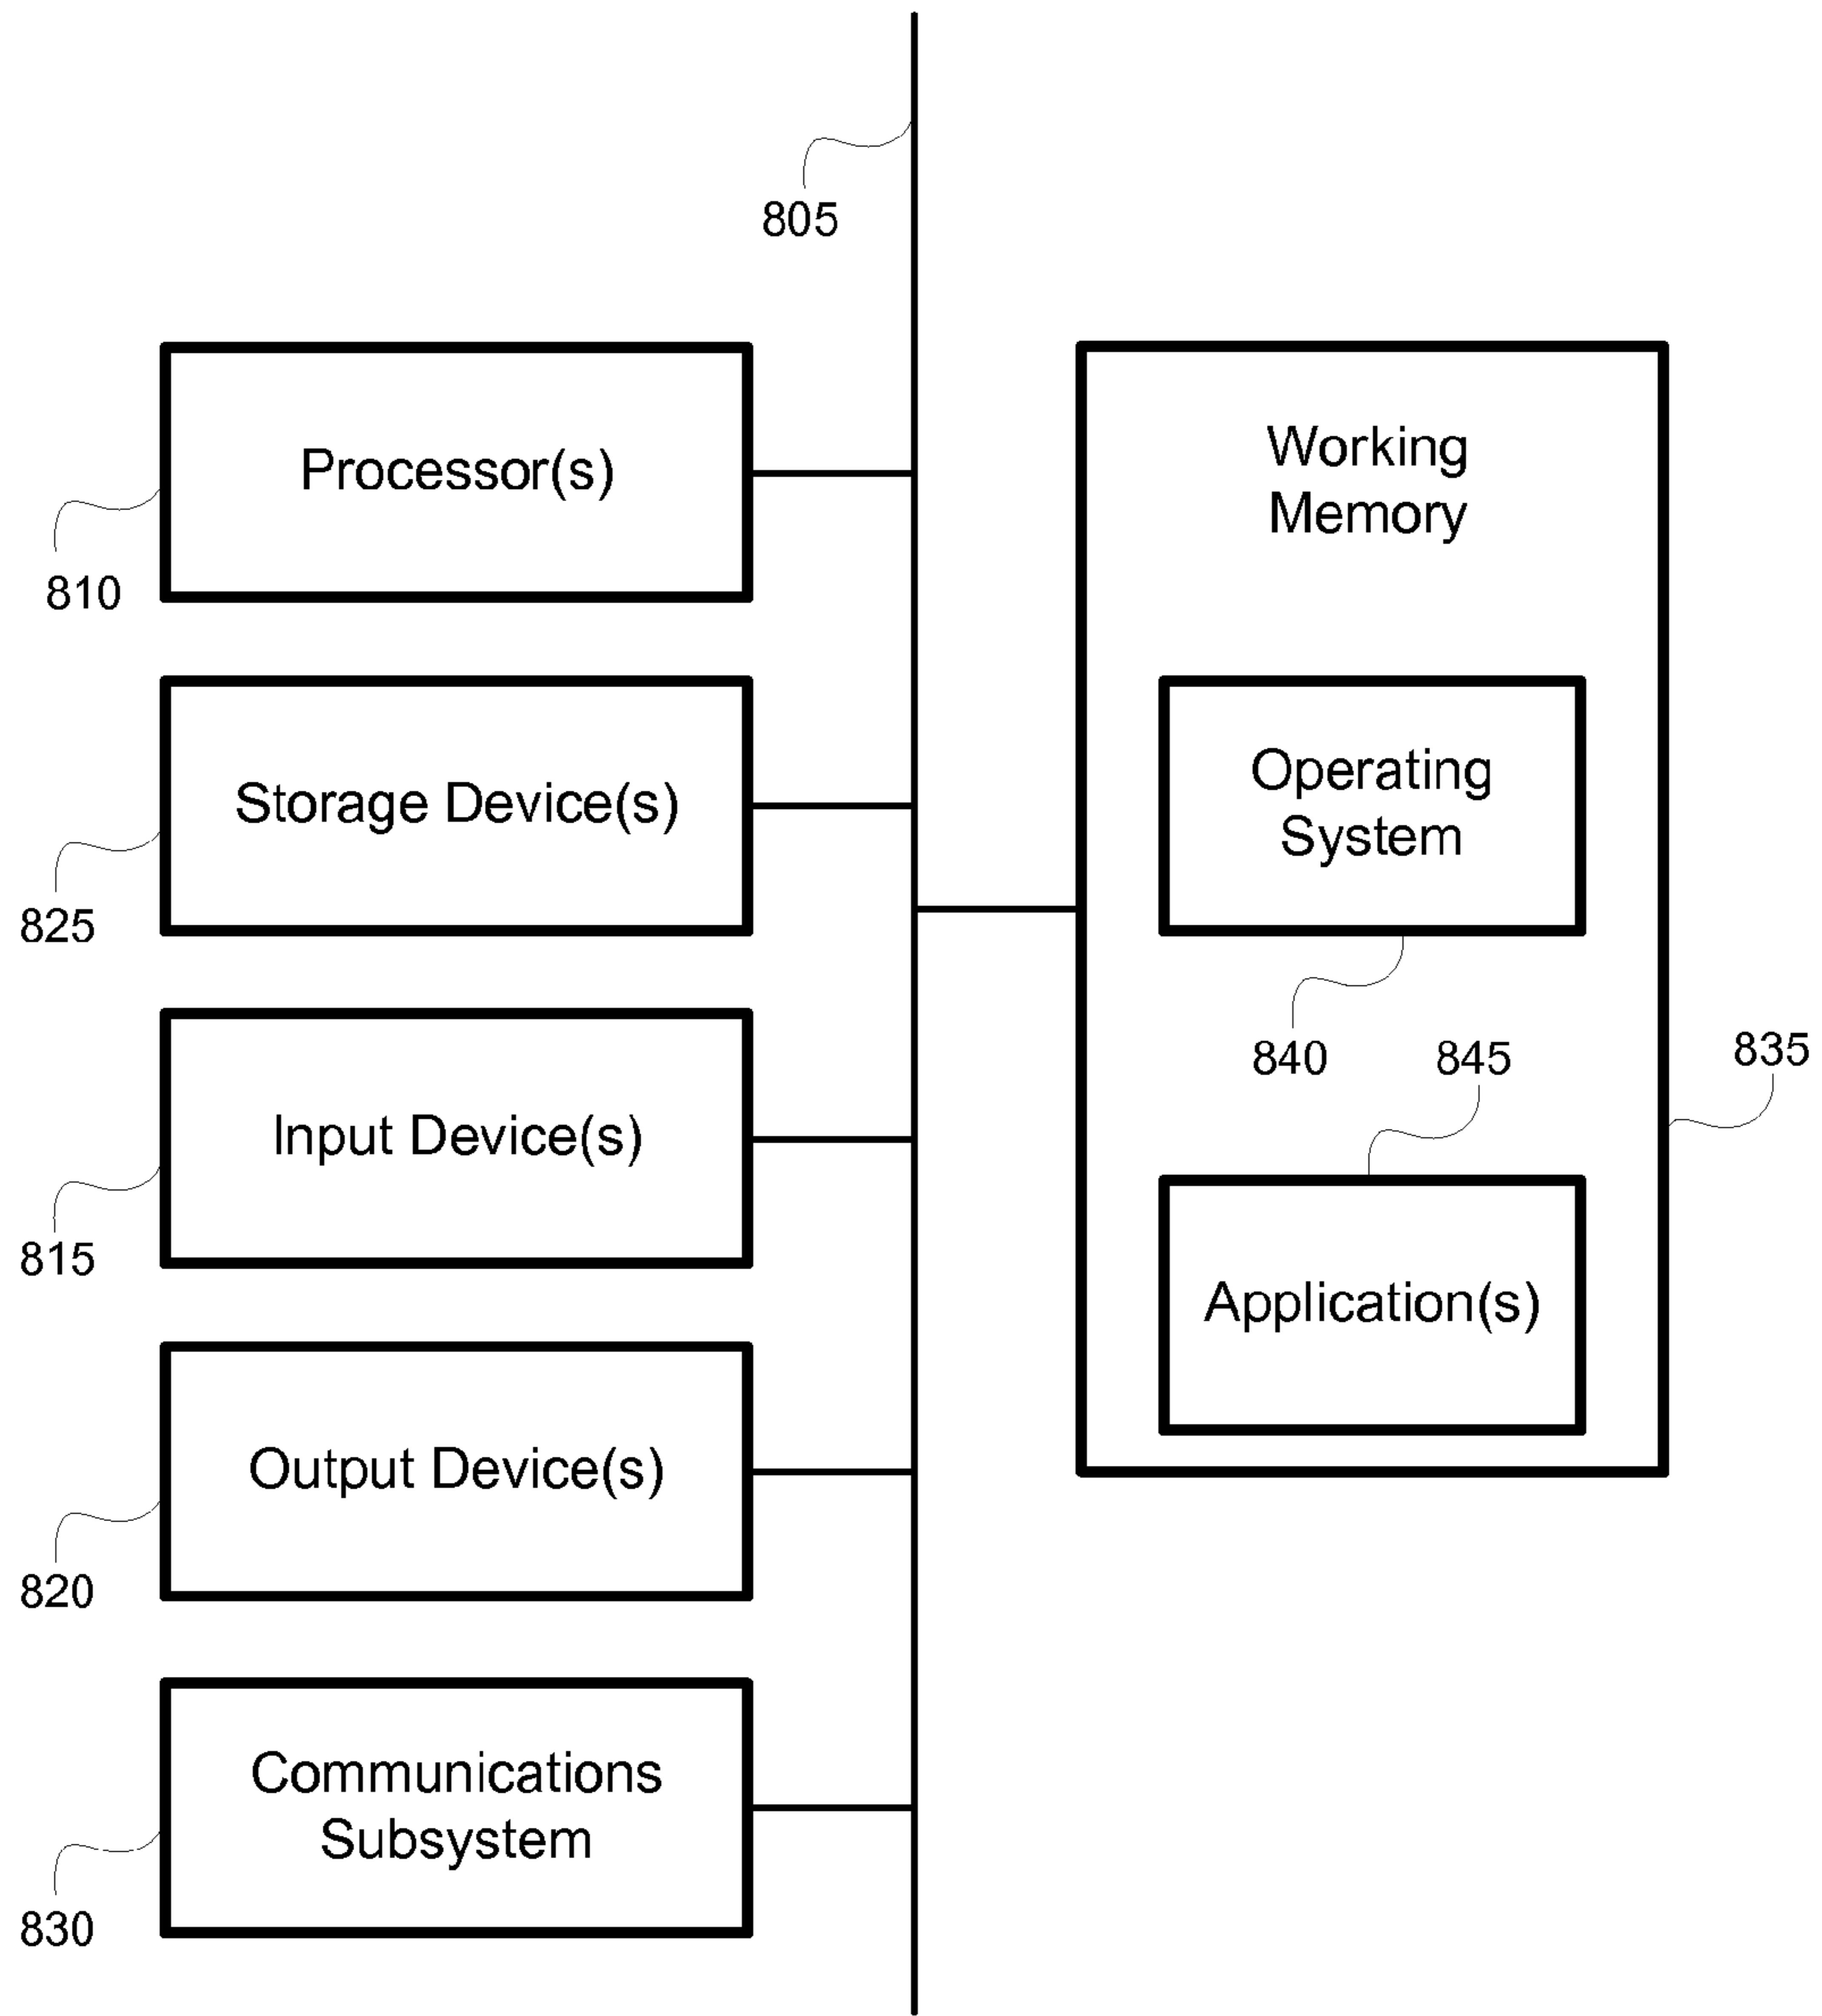 805
Processor(s)
810
Storage Device(s)
825
Input Device(s)
815
Output Device(s)
820
Communications
Subsystem
830
Working
Memory
Operating
System
840
845
835
Application(s)